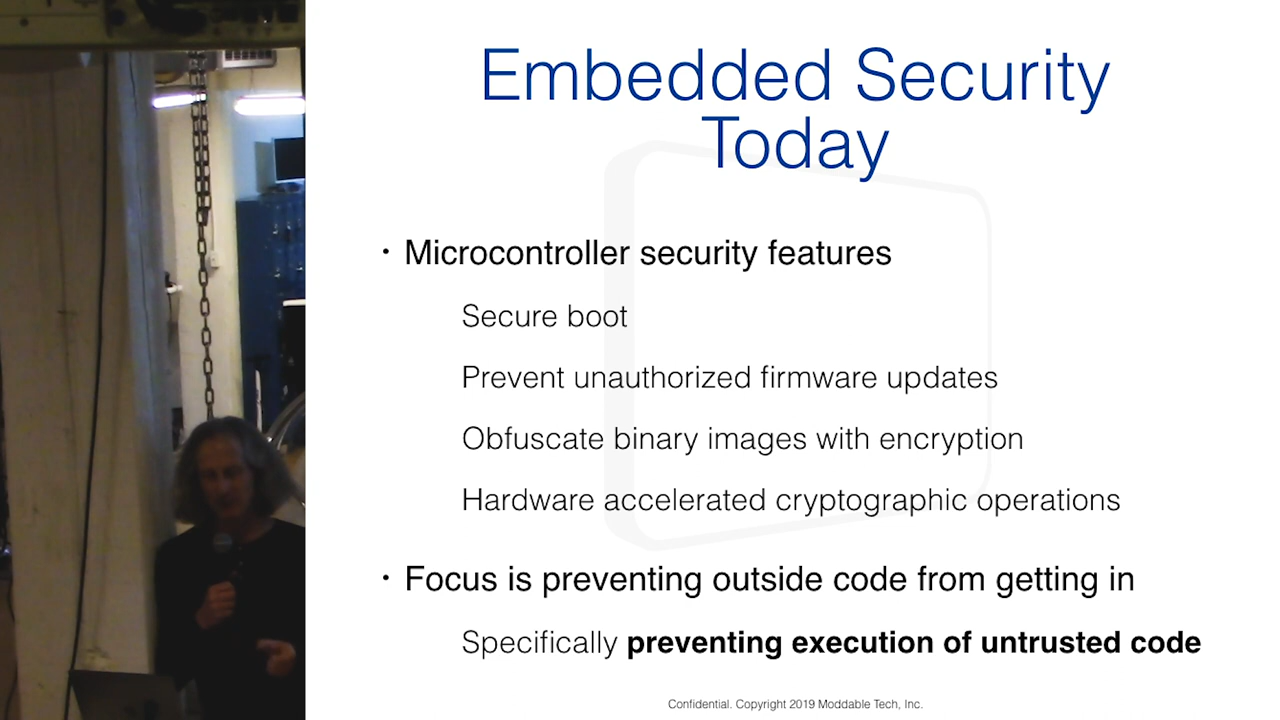 Embedded Security
Today
• Microcontroller security features
Secure boot
Prevent unauthorized firmware updates
Obfuscate binary images with encryption
Hardware accelerated cryptographic operations
• Focus is preventing outside code from getting in
Specifically preventing execution of untrusted code
Confidential. Copyright 2019 Moddable Tech, Inc.